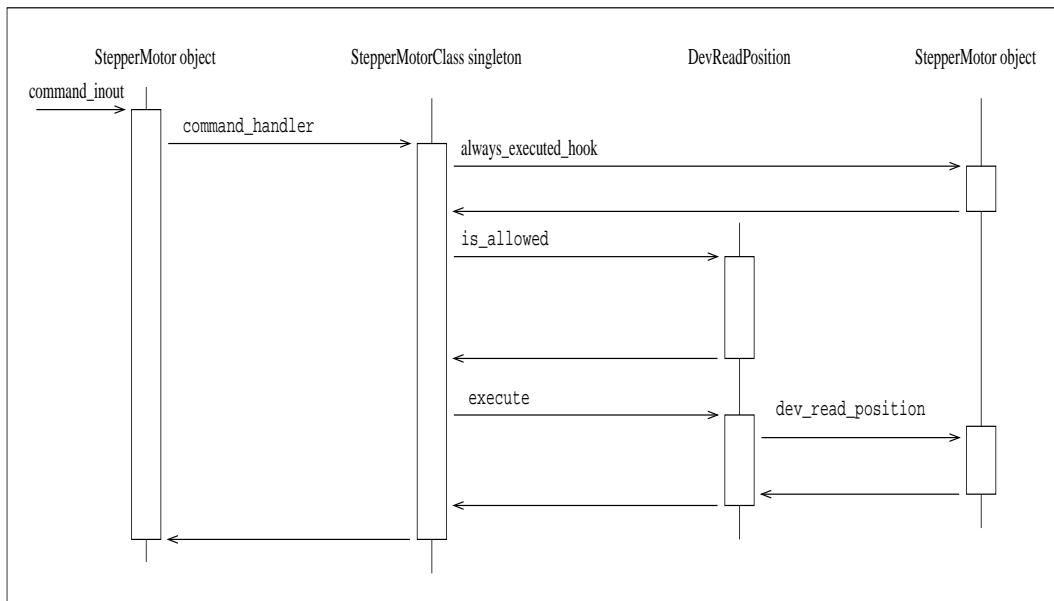 StepperMotor object
StepperMotorClass singleton
DevReadPosition
StepperMotor object
command_inout
command_handler
always_executed_hook
is_allowed
execute
dev_read_position